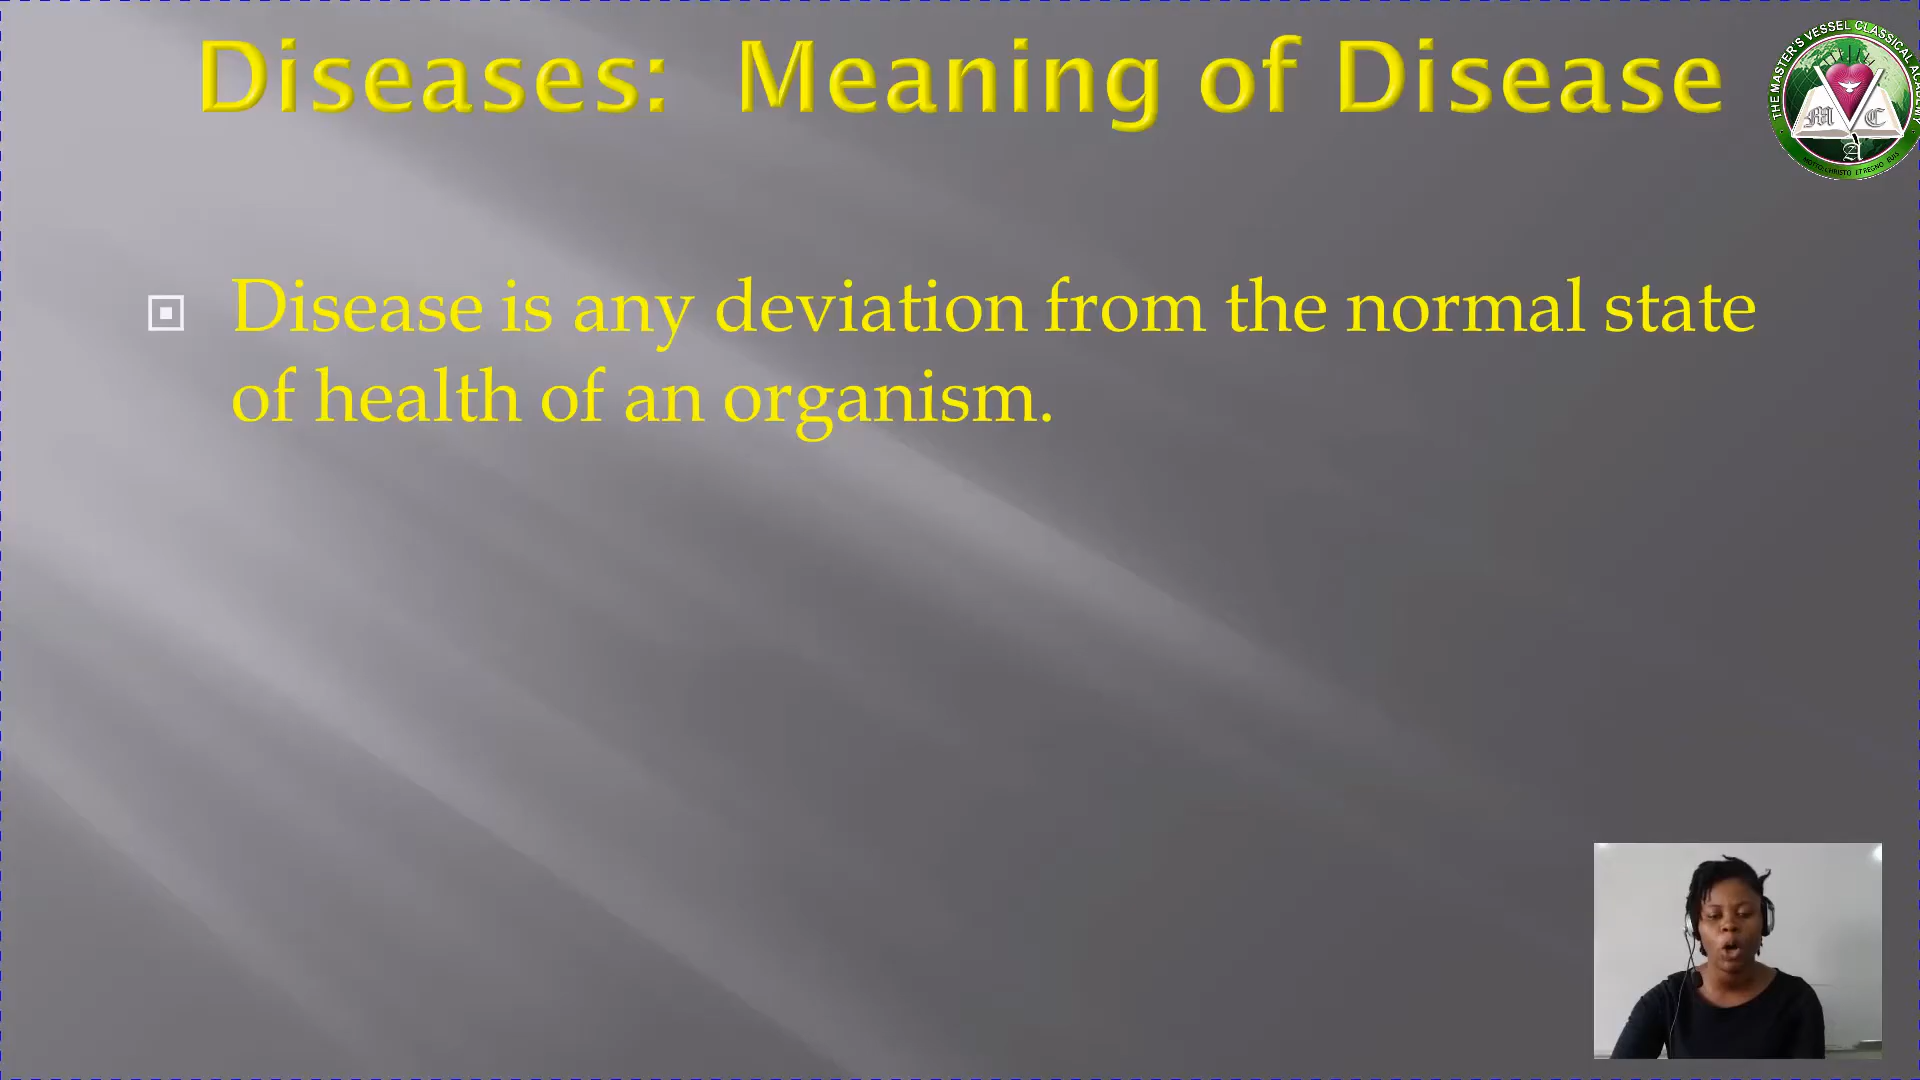 Diseases: Meaning of Disease
THE MASTER'S VESSEL CLASSICAL ACADEMY
M C
A
Disease is any deviation from the normal state
of health of an organism.